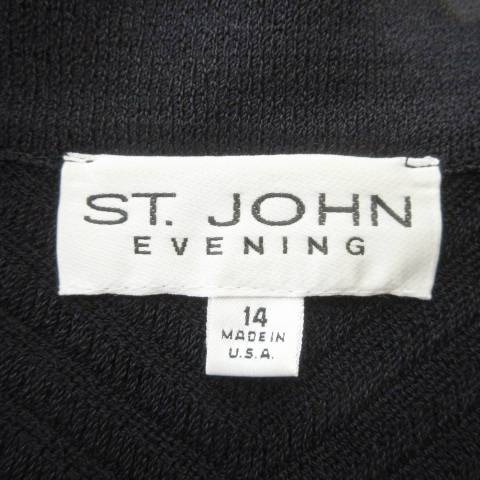 ST. JOHN
EVENING
14
MADE IN
U.S.A.